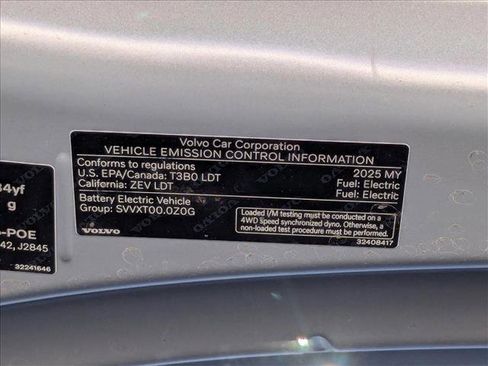 Volvo Car Corporation
VEHICLE EMISSION CONTROL INFORMATION
Conforms to regulations
2025 MY
U.S. EPA/Canada: T3B0 LDT
Fuel: Electric
California: ZEV LDT
Fuel: Electric
Battery Electric Vehicle
Group: SVVXT00.0Z0G
Loaded I/M testing must be conducted on a
4WD speed synchronized dyno. Otherwise, a
non-loaded test procedure must be performed.
VOLVO
32408417
34yf
g
-POE
42, J2845
32241646